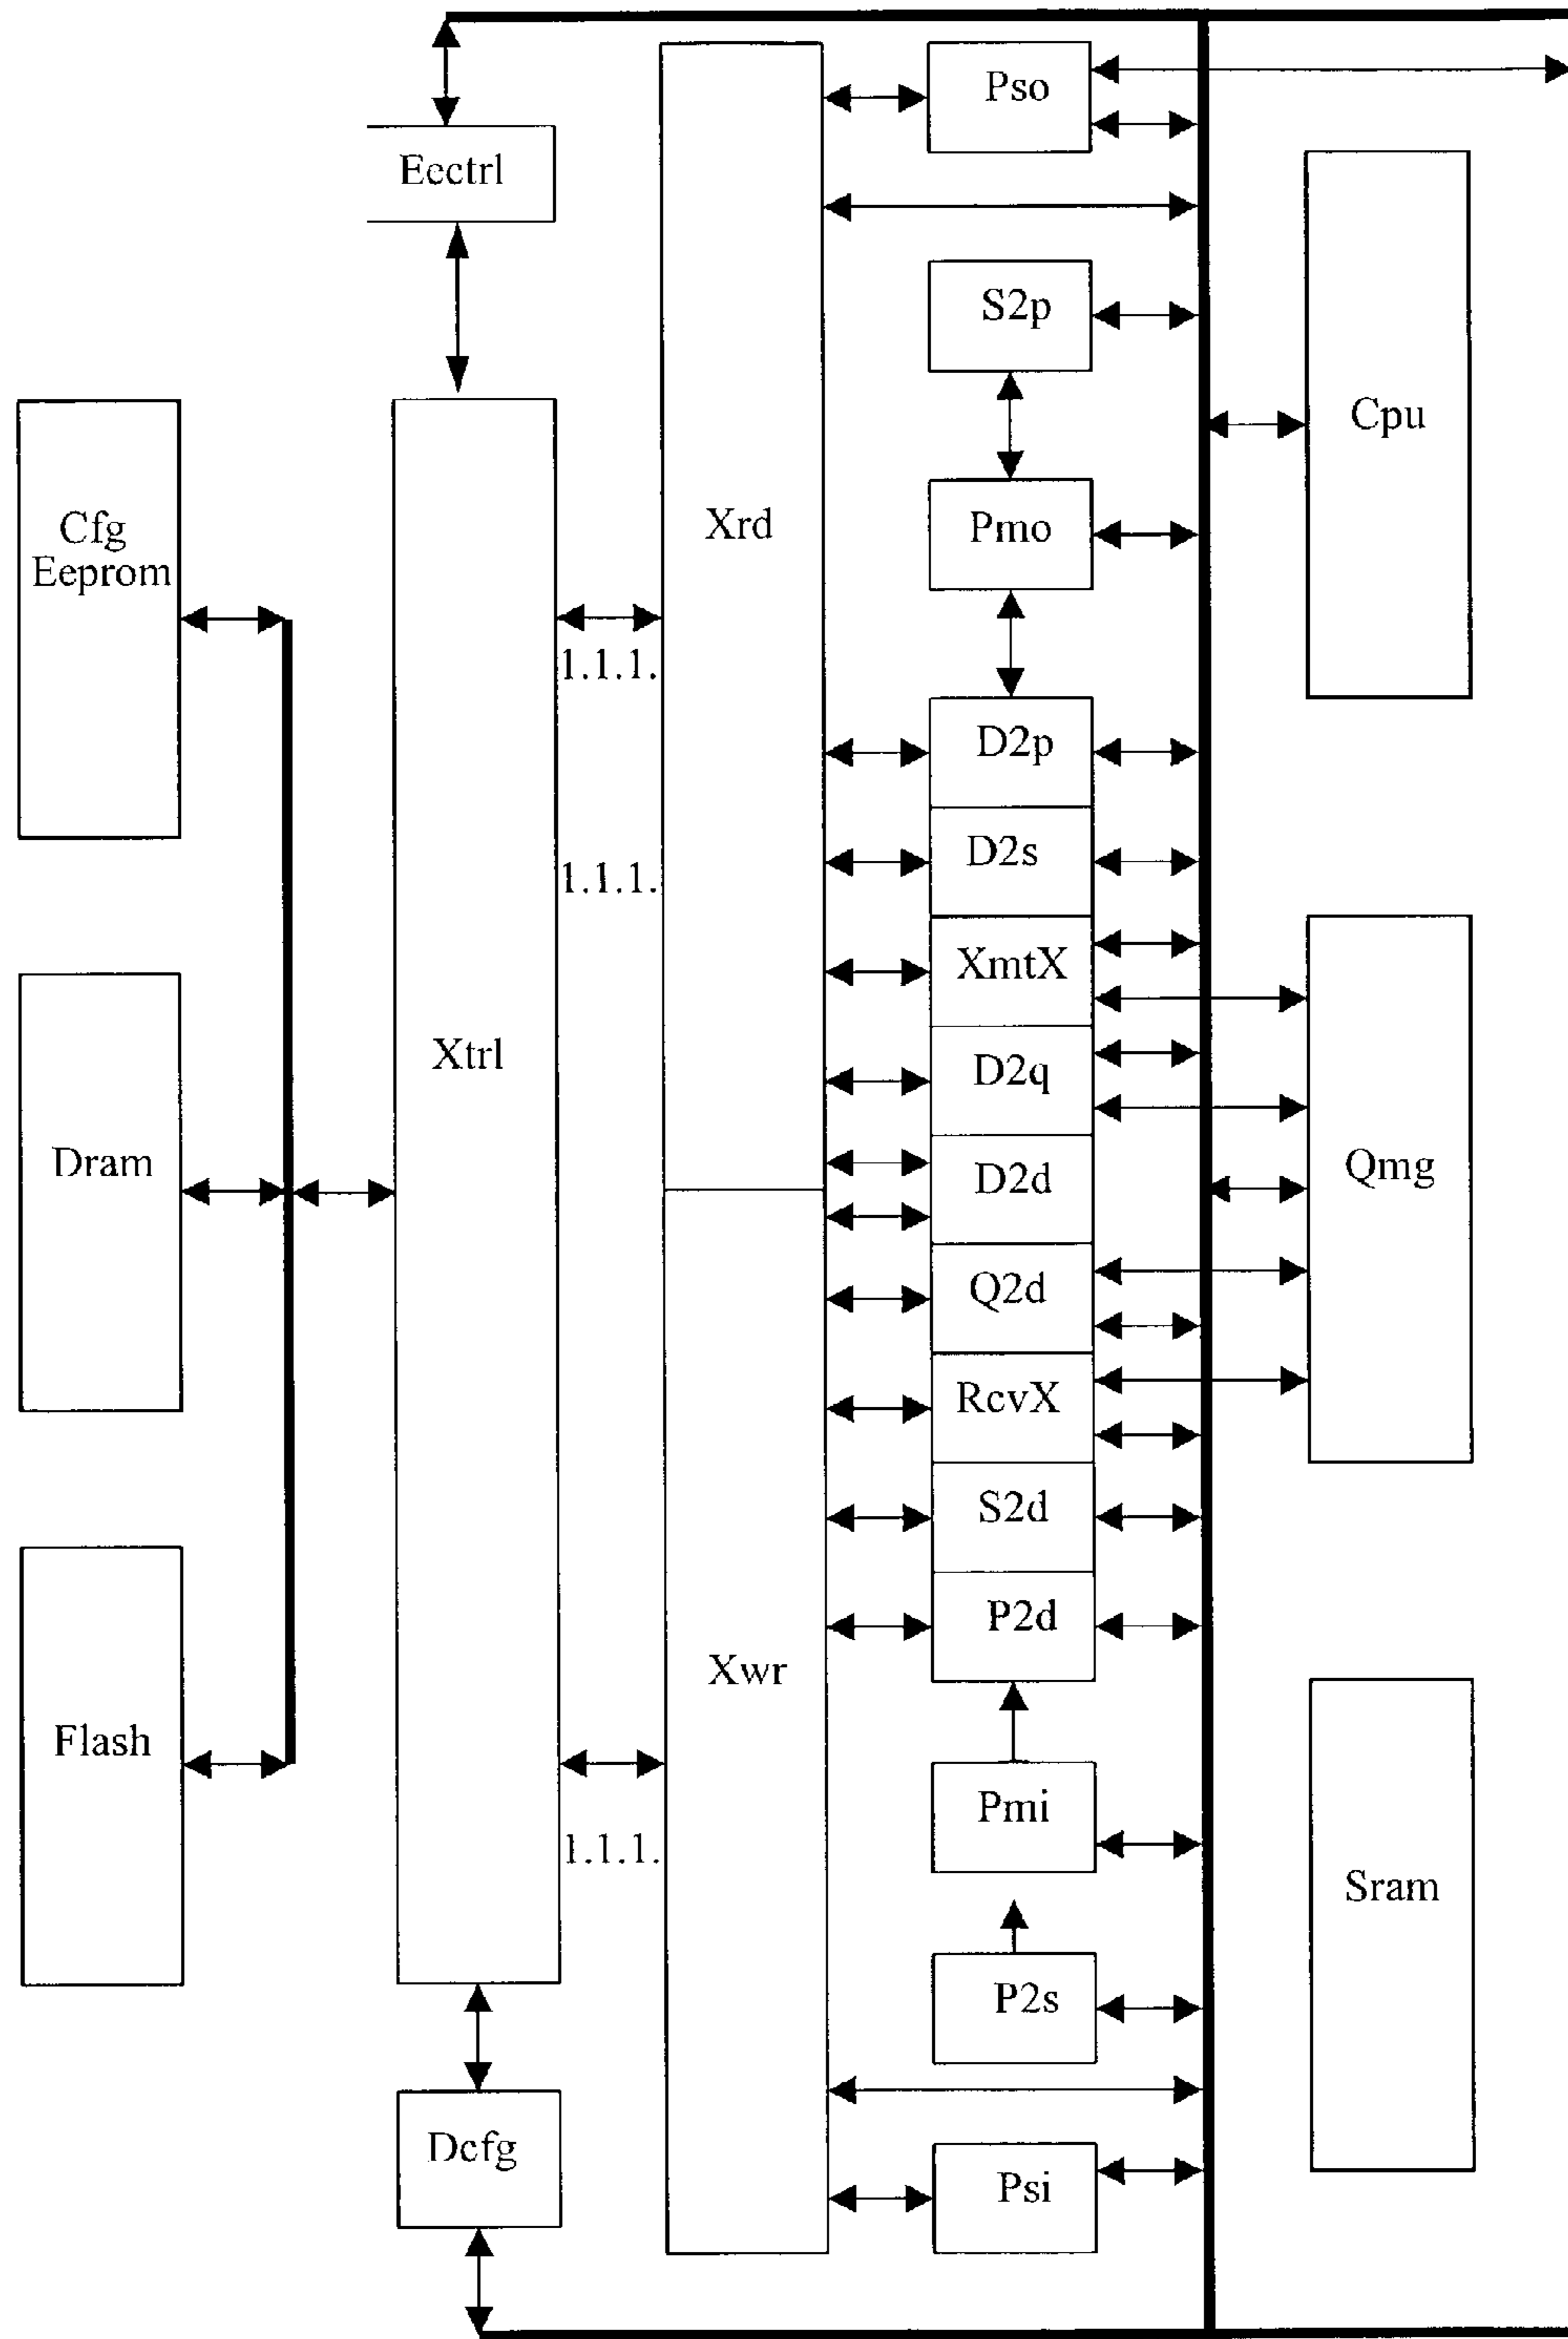 Pso
Ecctrl
S2p
Cpu
Cfg
Eeprom
Xrd
Pmo
1.1.1.
D2p
D2s
1.1.1.
XmtX
Xtrl
D2q
Dram
D2d
Qmg
Q2d
RcvX
S2d
P2d
Xwr
Flash
Pmi
1.1.1.
Sram
P2s
Dcfg
Psi